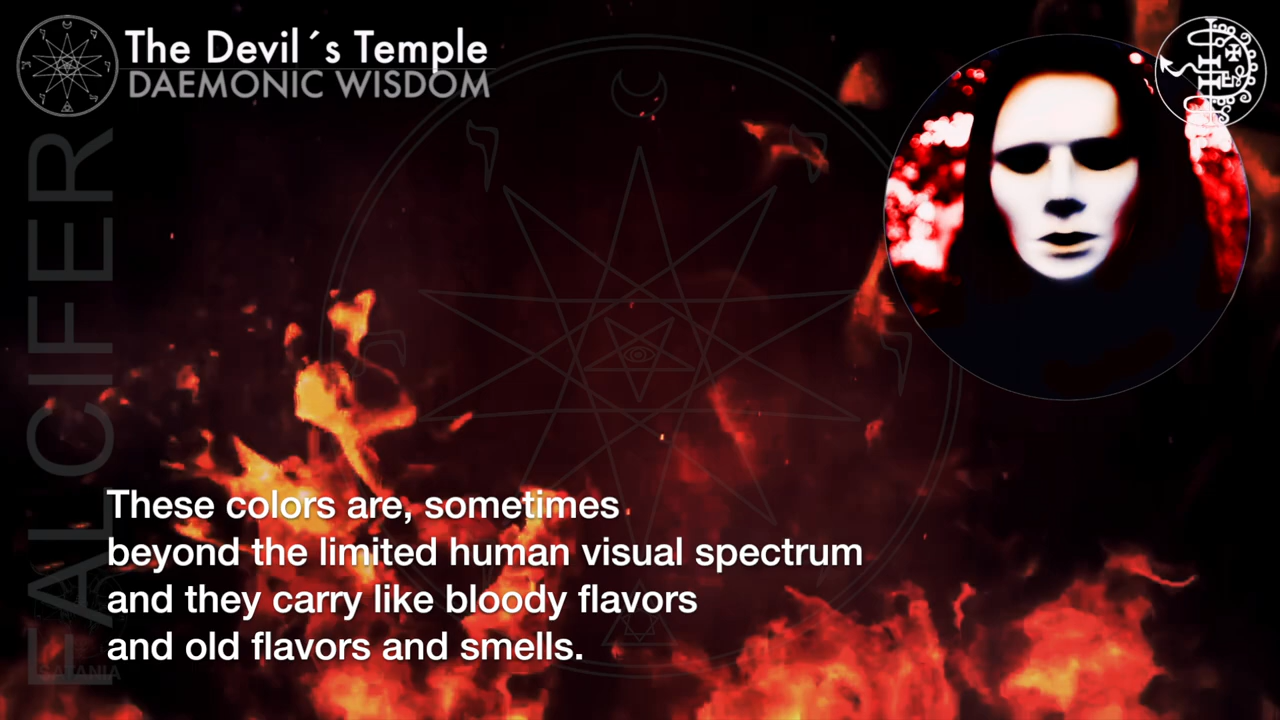 The Devil´s Temple
DAEMONIC WISDOM
FALCIFER
These colors are, sometimes
beyond the limited human visual spectrum
and they carry like bloody flavors
and old flavors and smells.
SATANIA